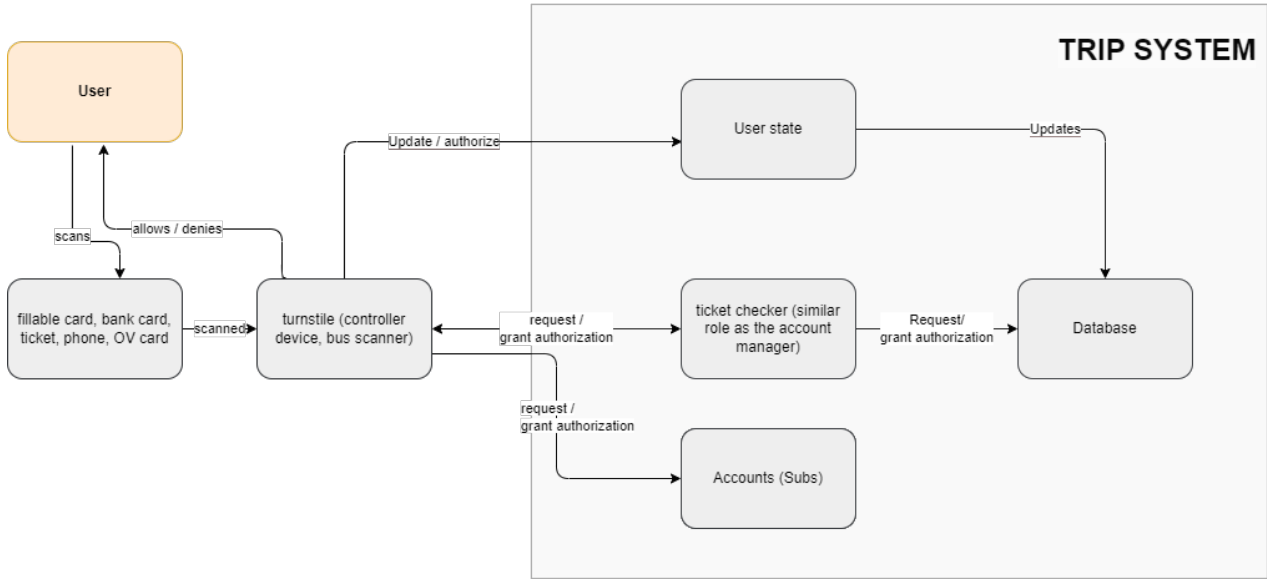 TRIP SYSTEM
User
User state
Update / authorize
Updates
allows / denies
scans
fillable card, bank card,
ticket, phone, OV card
scanned
turnstile (controller
device, bus scanner)
request /
grant authorization
ticket checker (similar
role as the account
manager)
Request/
grant authorization
Database
request /
grant authorization
Accounts (Subs)